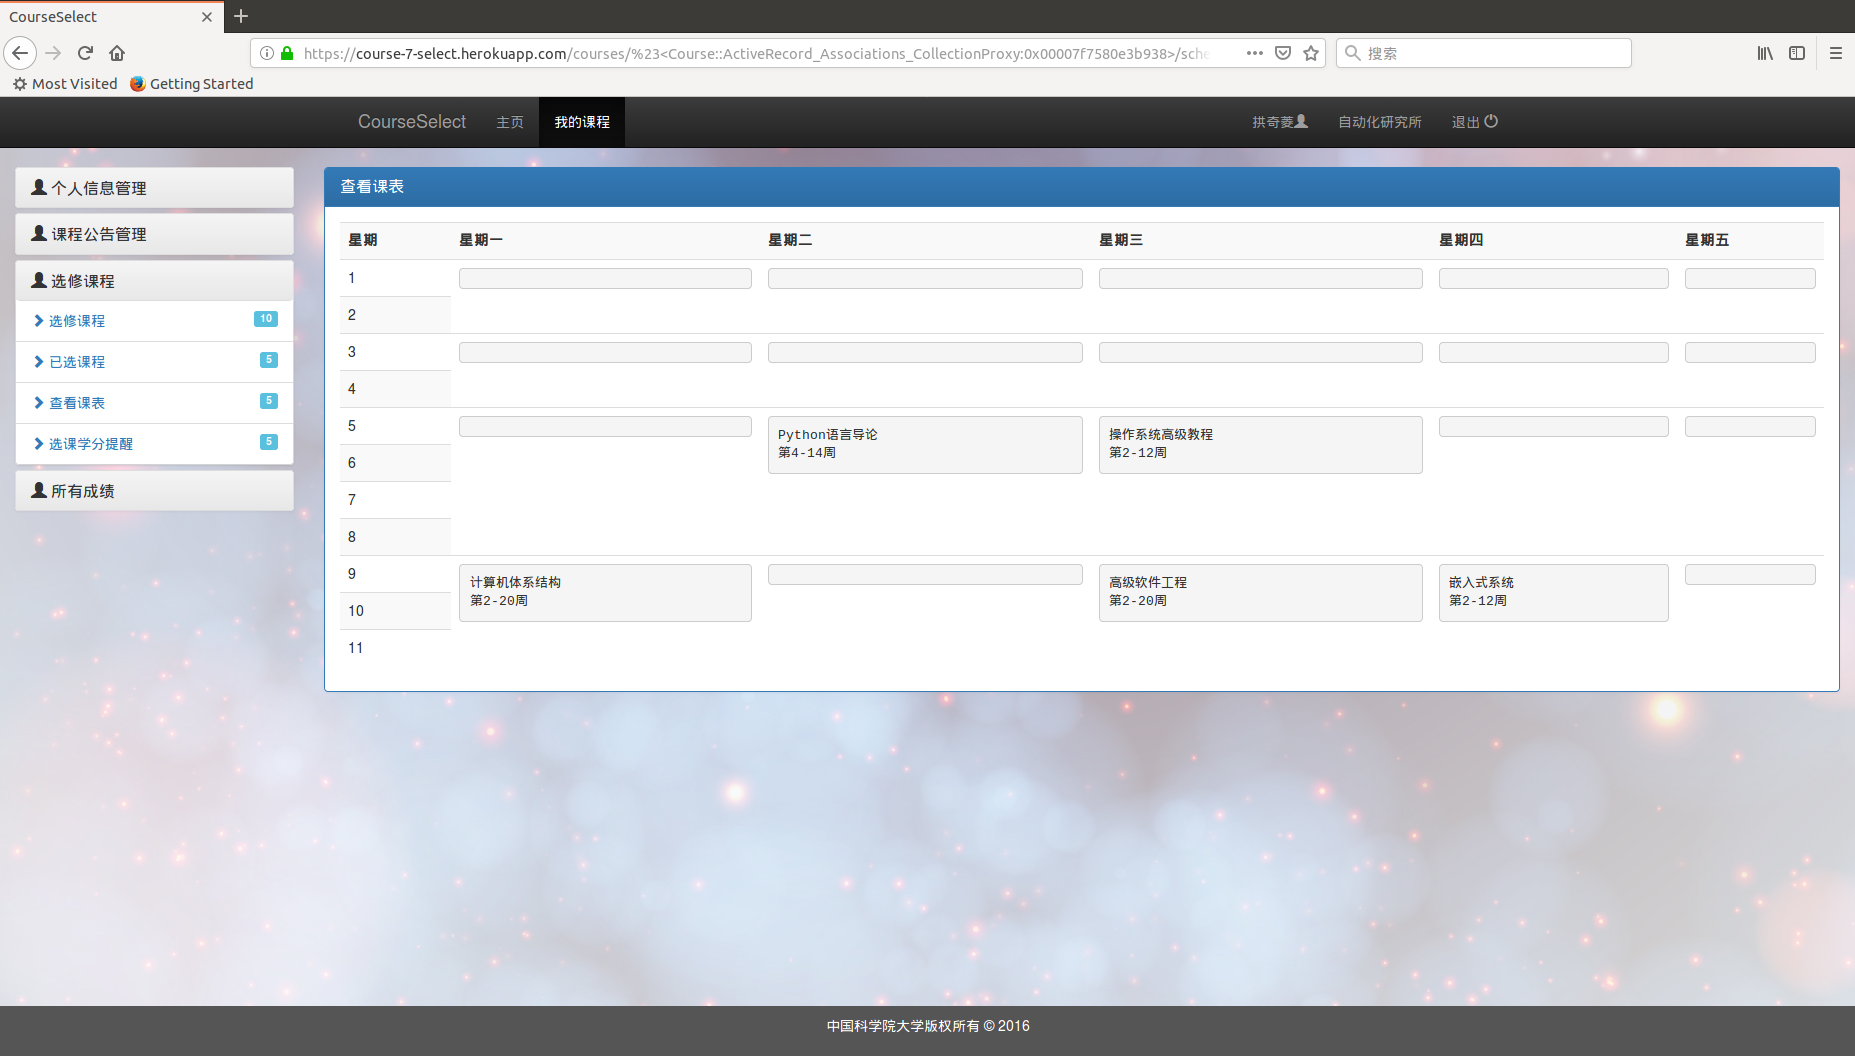 CourseSelect
https://course-7-select.herokuapp.com/courses/%23<Course::ActiveRecord_Associations_CollectionProxy:0x00007f7580e3b938>/sche
搜索
Most Visited Getting Started
CourseSelect 主页 我的课程 拱奇菱 自动化研究所 退出
个人信息管理
课程公告管理
选修课程
选修课程 10
已选课程 5
查看课表 5
选课学分提醒 5
所有成绩
查看课表
星期 星期一 星期二 星期三 星期四 星期五
1
2
3
4
5
Python语言导论
第4-14周
操作系统高级教程
第2-12周
6
7
8
9
计算机体系结构
第2-20周
高级软件工程
第2-20周
嵌入式系统
第2-12周
10
11
中国科学院大学版权所有 © 2016